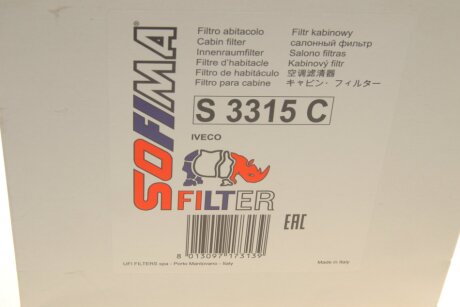 SOFIMA
Filtro abitacolo
Cabin filter
Innenraumfilter
Filtre d'habitacle
Filtro de habitáculo
Filtro para cabine
Filtr kabinowy
салонный фильтр
Salono filtras
Kabinový filtr
空调滤清器
キャビン・フィルター
S 3315 C
IVECO
FILTER
8 013097 173139
EAC
UFI FILTERS spa - Porto Mantovano - Italy
Made in Italy